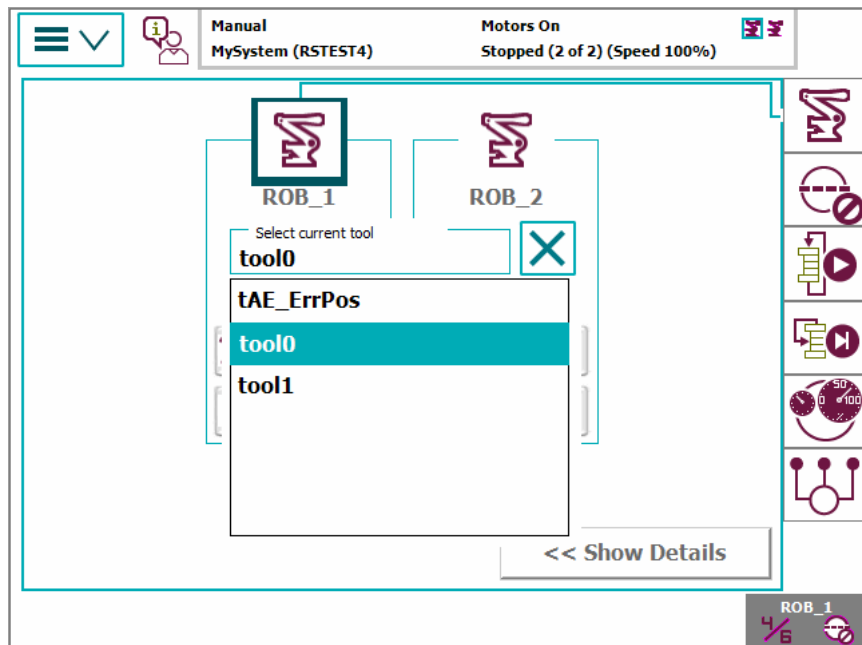 Manual
MySystem (RSTEST4)
Motors On
Stopped (2 of 2) (Speed 100%)
ROB_1
ROB_2
Select current tool
tool0
tAE_ErrPos
tool0
tool1
<< Show Details
50
0
100
%
ROB_1
4/6